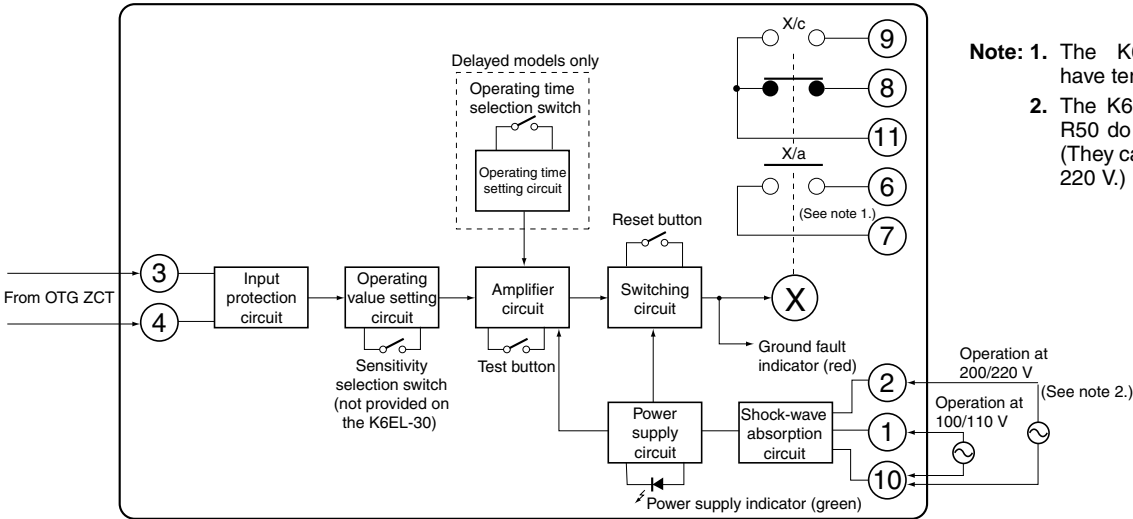 Delayed models only
Operating time
selection switch
Operating time
setting circuit
X/c
9
8
11
X/a
6
(See note 1.)
7
Note: 1. The
have
2. The
R50 do
(They
220 V.)
From OTG ZCT
3
4
Input
protection
circuit
Operating
value setting
circuit
Sensitivity
selection switch
(not provided on
the K6EL-30)
Amplifier
circuit
Test button
Reset button
Switching
circuit
X
Ground fault
indicator (red)
Power
supply
circuit
Shock-wave
absorption
circuit
Power supply indicator (green)
2
1
10
Operation at
200/220 V
(See note 2.)
Operation at
100/110 V